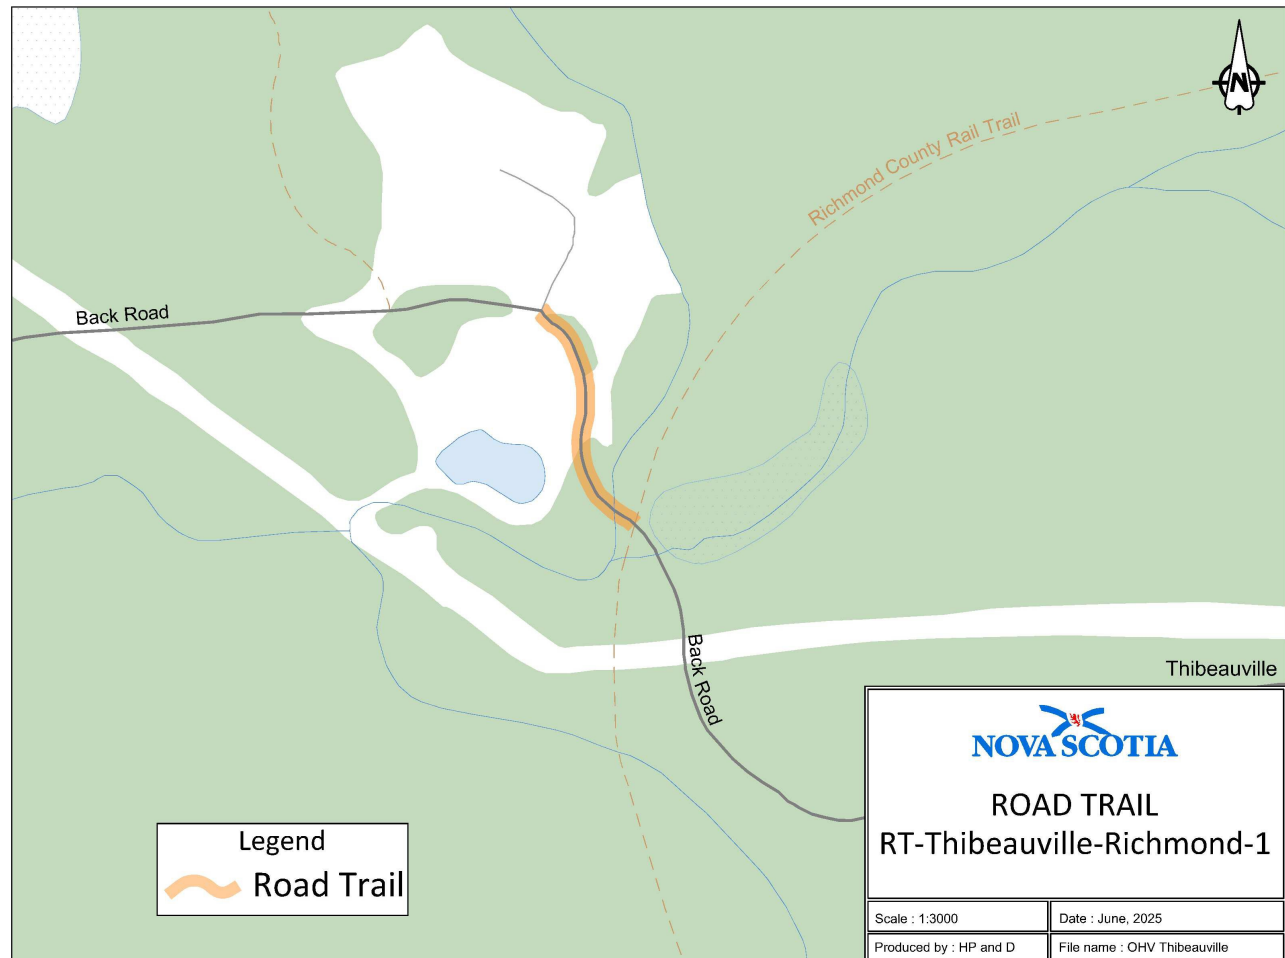 N
Richmond County Rail Trail
Back Road
Back Road
Thibeauville
NOVA SCOTIA
ROAD TRAIL
RT-Thibeauville-Richmond-1
Legend
Road Trail
Scale : 1:3000
Date : June, 2025
Produced by : HP and D
File name : OHV Thibeauville